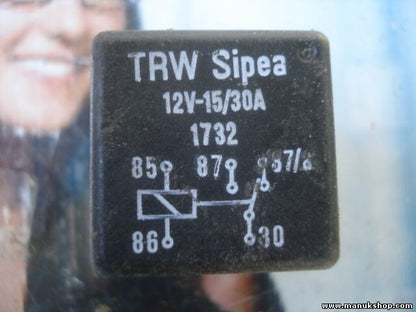 TRW Sipea
12V-15/30A
1732
85 87 87/a
86 30
www.manukshop.com